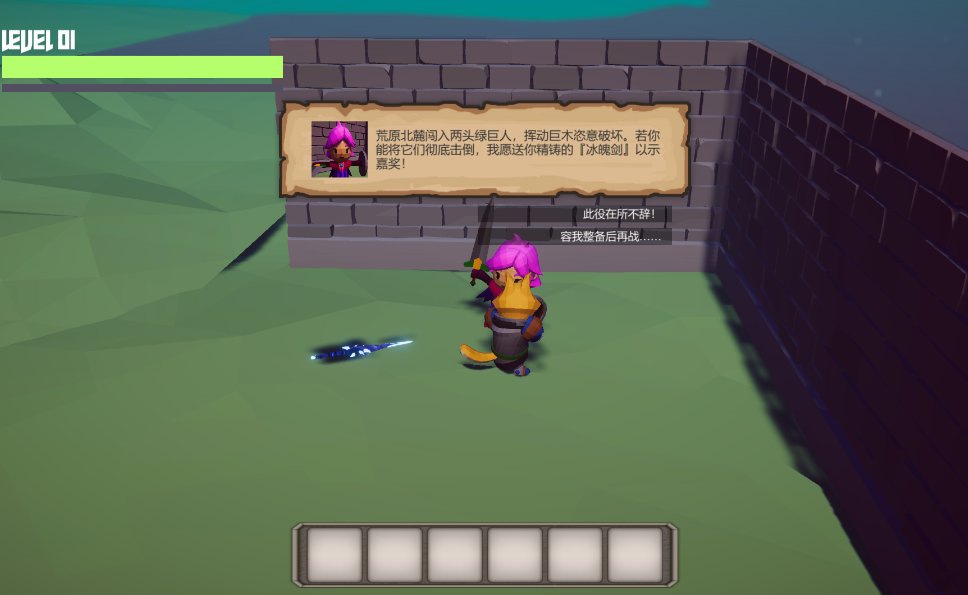 LEVEL 01
荒原北麓闯入两头绿巨人，挥动巨木恣意破坏。若你
能将它们彻底击倒，我愿送你精铸的『冰魄剑』以示
嘉奖！
此役在所不辞！
容我整备后再战……